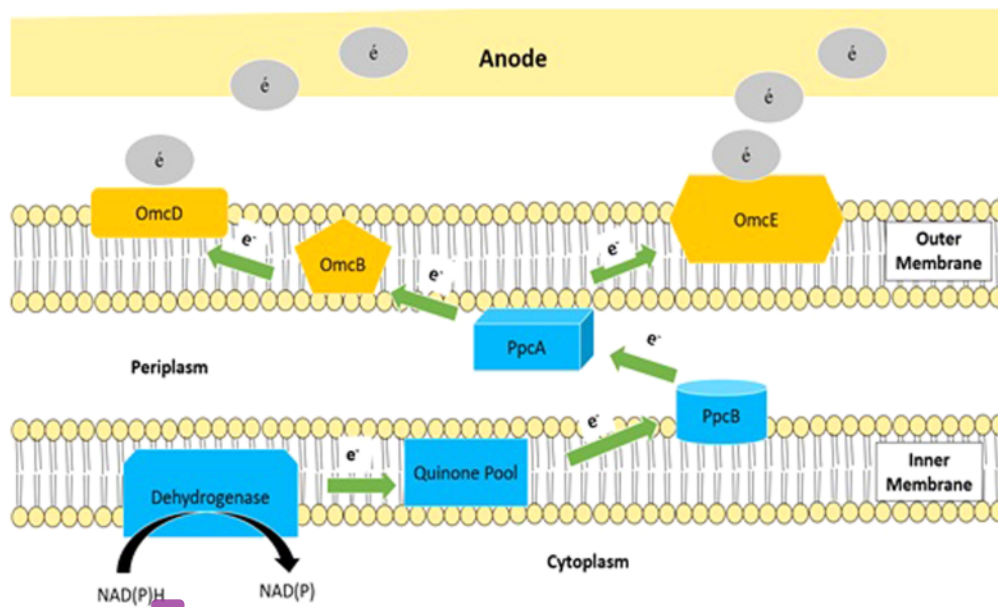 é
é
Anode
é
é
é
é
OmcD
OmcE
e-
OmcB
e-
Outer
Membrane
e-
PpcA
e-
Periplasm
PpcB
e-
e-
Quinone Pool
Dehydrogenase
Inner
Membrane
Cytoplasm
NAD(P)H
NAD(P)